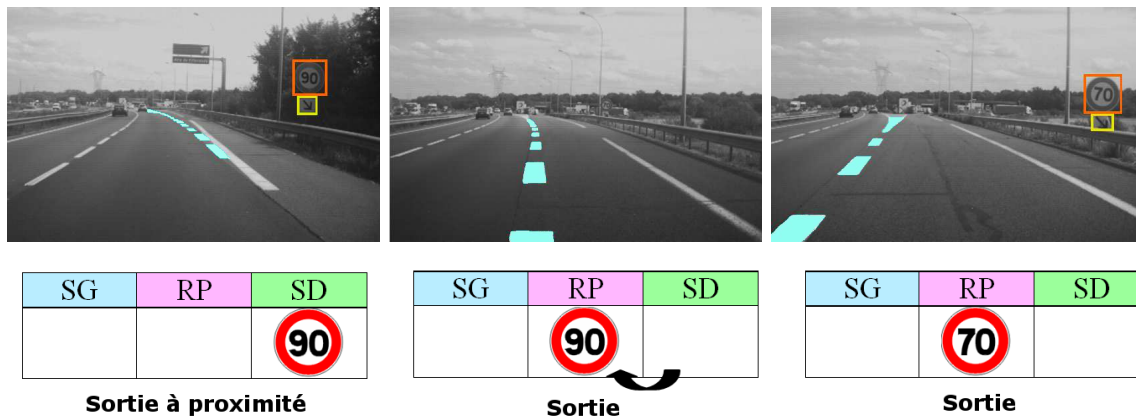 90
70
SG RP SD
SG RP SD
SG RP SD
90
90
70
Sortie à proximité
Sortie
Sortie